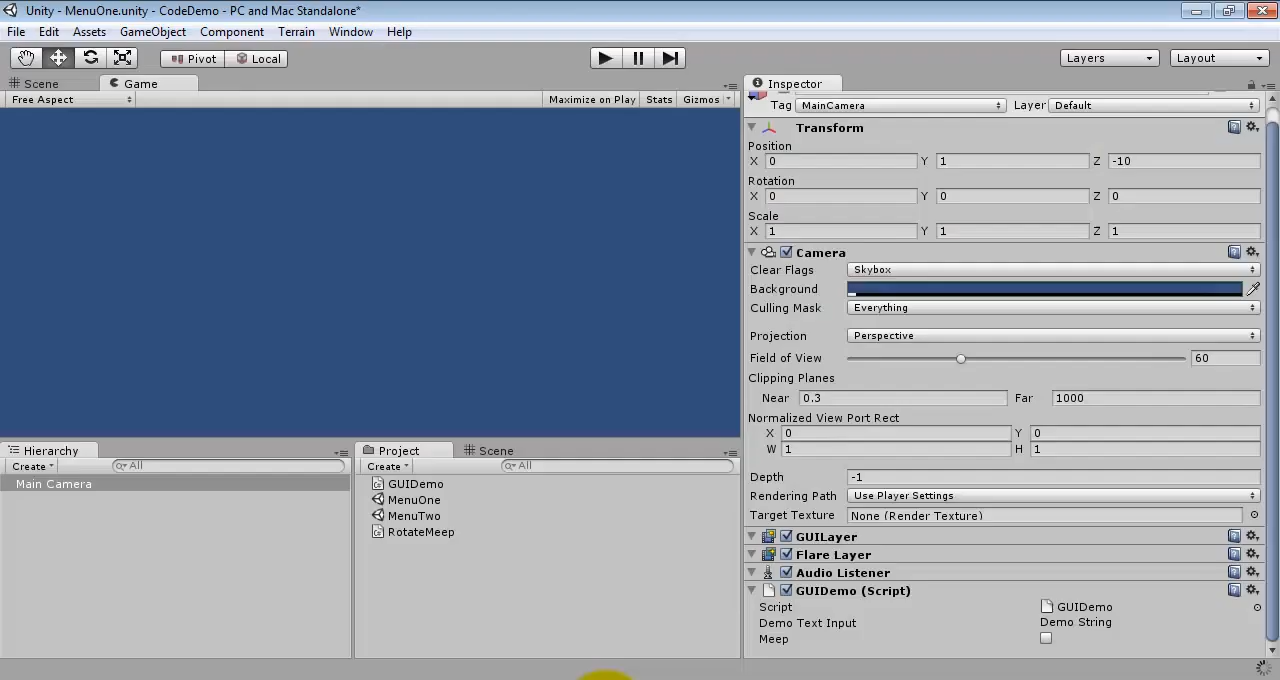 Unity - MenuOne.unity - CodeDemo - PC and Mac Standalone*
File Edit Assets GameObject Component Terrain Window Help
Pivot Local Layers Layout
Scene Game
Free Aspect Maximize on Play Stats Gizmos
Inspector
Tag MainCamera Layer Default
Transform
Position
X 0 Y 1 Z -10
Rotation
X 0 Y 0 Z 0
Scale
X 1 Y 1 Z 1
Camera
Clear Flags Skybox
Background
Culling Mask Everything
Projection Perspective
Field of View 60
Clipping Planes
Near 0.3 Far 1000
Normalized View Port Rect
X 0 Y 0
W 1 H 1
Depth -1
Rendering Path Use Player Settings
Target Texture None (Render Texture)
GUILayer
Flare Layer
Audio Listener
GUIDemo (Script)
Script GUIDemo
Demo Text Input Demo String
Meep
Hierarchy
Create All
Main Camera
Project Scene
Create All
GUIDemo
MenuOne
MenuTwo
RotateMeep